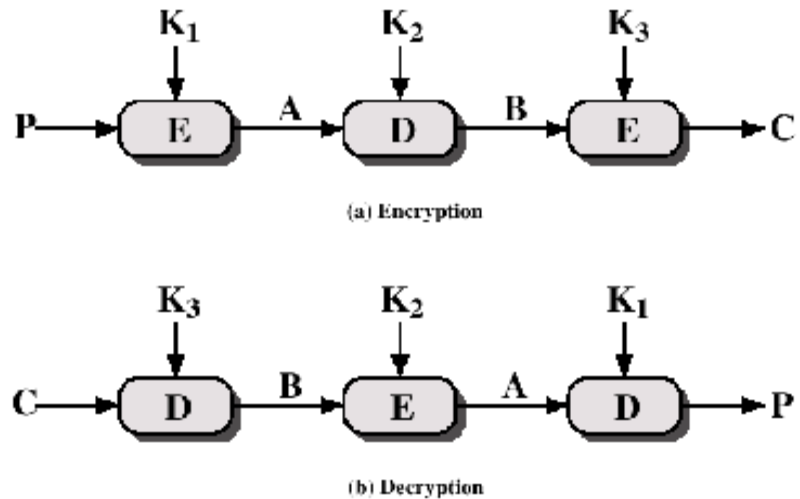 K1 K2 K3
P E A D B E C
(a) Encryption
K3 K2 K1
C D B E A D P
(b) Decryption